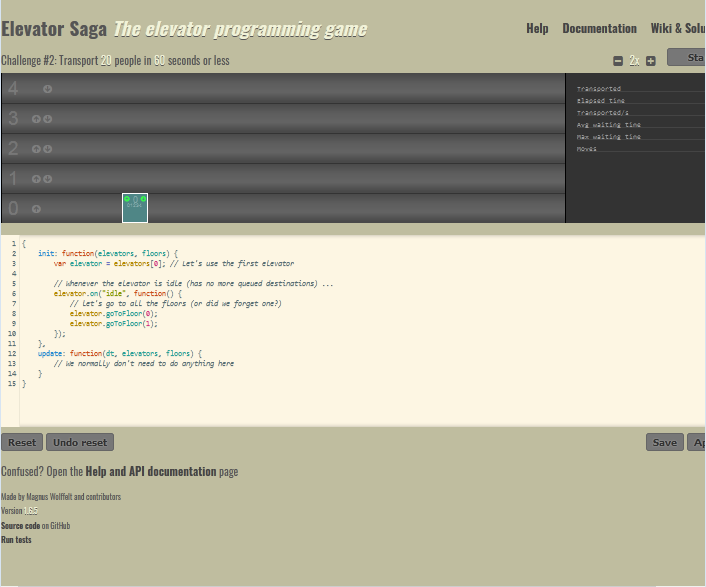 Elevator Saga The elevator programming game
Help Documentation Wiki & Solu
Challenge #2: Transport 20 people in 60 seconds or less
2x Sta
4
3
2
1
0
Transported
Elapsed time
Transported/s
Avg waiting time
Max waiting time
Moves
1 {
2 init: function(elevators, floors) {
3 var elevator = elevators[0]; // Let's use the first elevator
4
5 // Whenever the elevator is idle (has no more queued destinations) ...
6 elevator.on("idle", function() {
7 // let's go to all the floors (or did we forget one?)
8 elevator.goToFloor(0);
9 elevator.goToFloor(1);
10 });
11 },
12 update: function(dt, elevators, floors) {
13 // We normally don't need to do anything here
14 }
15 }
Reset Undo reset Save Ap
Confused? Open the Help and API documentation page
Made by Magnus Wolffelt and contributors
Version 1.6.5
Source code on GitHub
Run tests